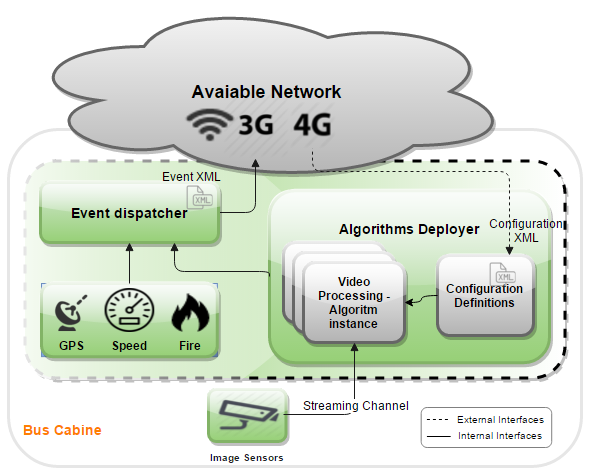 Avaiable Network
3G 4G
Event XML
XML
Event dispatcher
Algorithms Deployer
Configuration
XML
XML
Video
Processing -
Algoritm
instance
Configuration
Definitions
GPS
Speed
Fire
Streaming Channel
Bus Cabine
Image Sensors
External Interfaces
Internal Interfaces